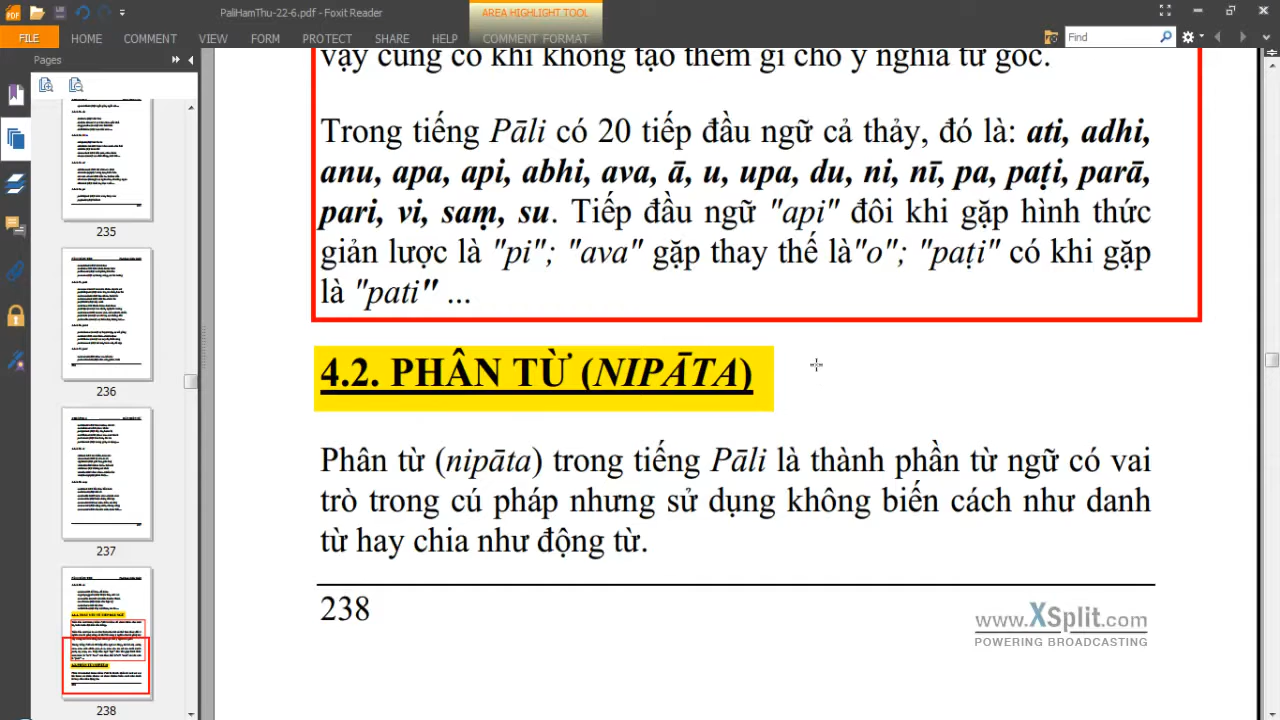 PaliHamThu-22-6.pdf - Foxit Reader
AREA HIGHLIGHT TOOL
FILE HOME COMMENT VIEW FORM PROTECT SHARE HELP COMMENT FORMAT
Find
Pages
235
236
237
238
vậy cũng có khi không tạo thêm gì cho ý nghĩa từ gốc.
Trong tiếng Pāli có 20 tiếp đầu ngữ cả thảy, đó là: ati, adhi,
anu, apa, api, abhi, ava, ā, u, upa, du, ni, nī, pa, paṭi, parā,
pari, vi, saṃ, su. Tiếp đầu ngữ "api" đôi khi gặp hình thức
giản lược là "pi"; "ava" gặp thay thế là"o"; "paṭi" có khi gặp
là "pati" ...
4.2. PHÂN TỪ (NIPĀTA)
Phân từ (nipāta) trong tiếng Pāli là thành phần từ ngữ có vai
trò trong cú pháp nhưng sử dụng không biến cách như danh
từ hay chia như động từ.
238
www.XSplit.com
POWERING BROADCASTING